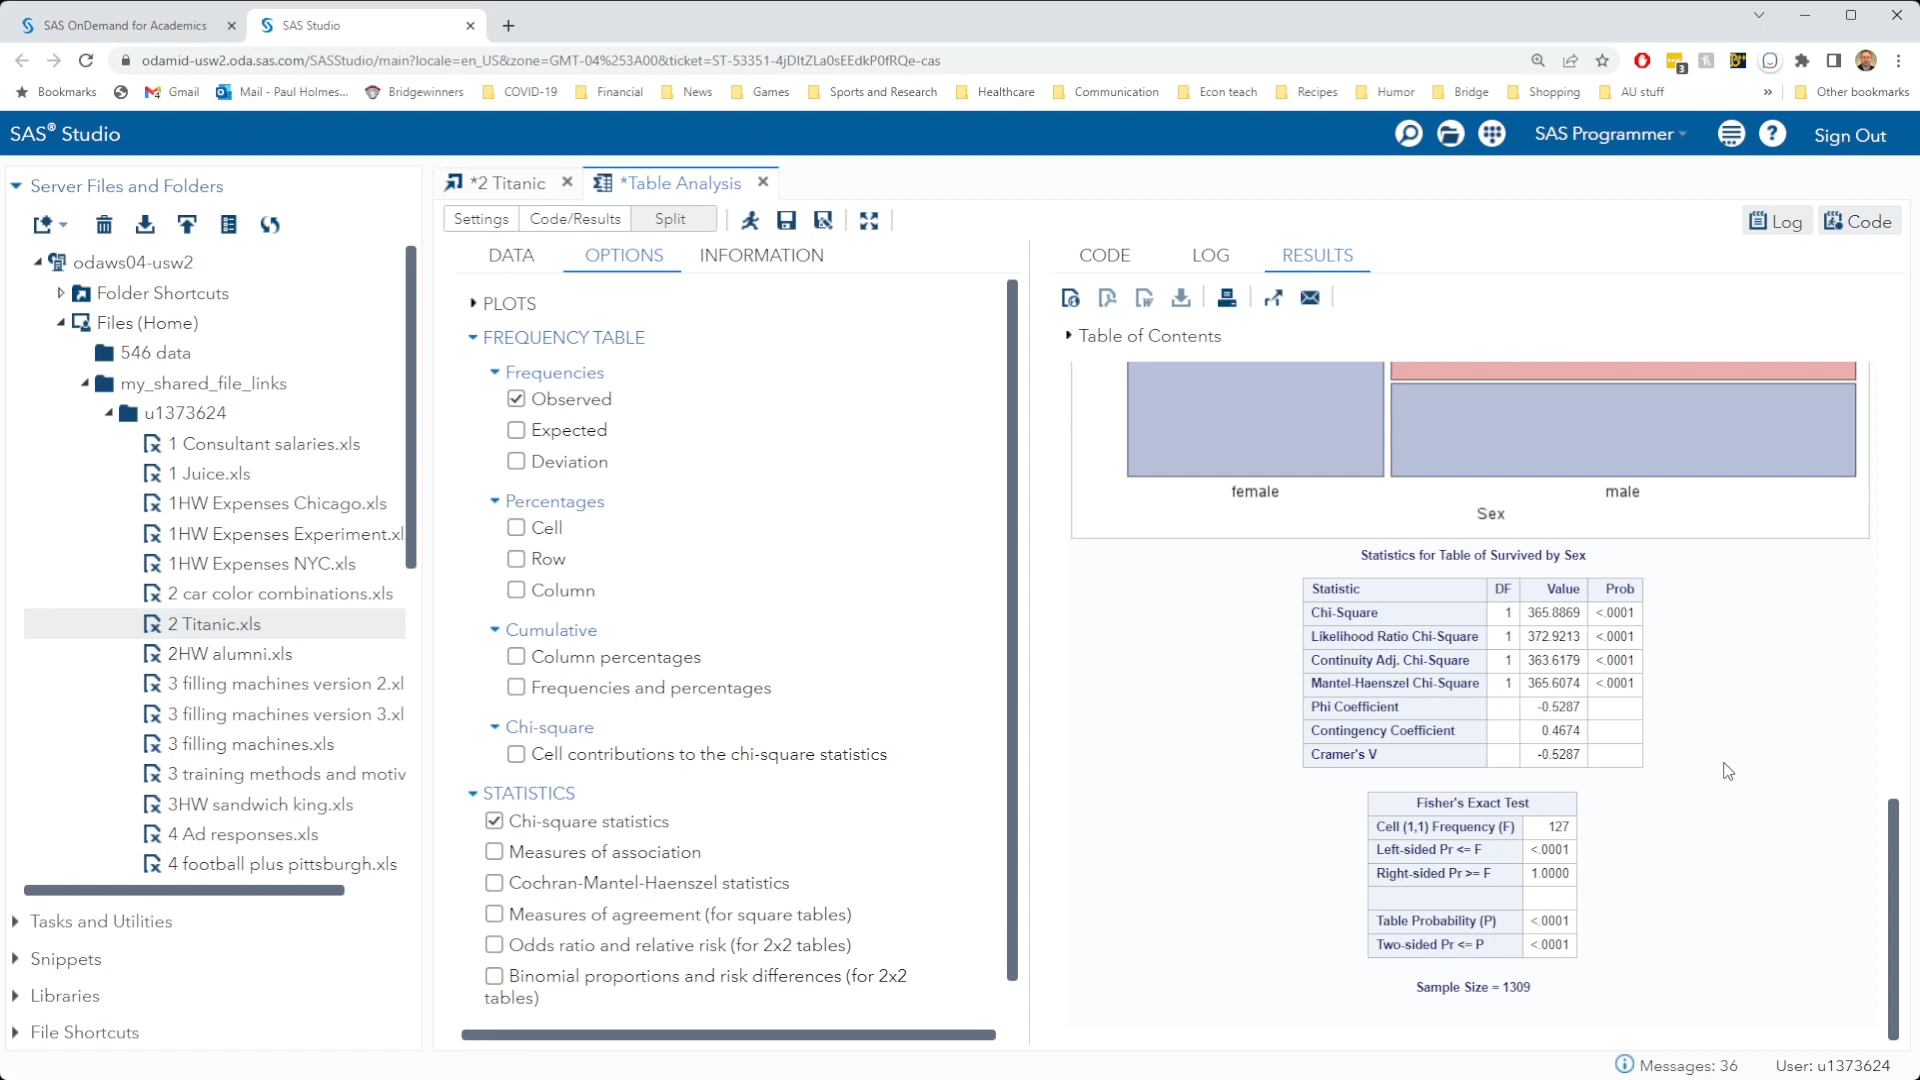 SAS OnDemand for Academics
SAS Studio
odamid-usw2.oda.sas.com/SASStudio/main?locale=en_US&zone=GMT-04%253A00&ticket=ST-53351-4jDltZLa0sEEdkP0fRQe-cas
3
Bookmarks
Gmail
Mail - Paul Holmes...
Bridgewinners
COVID-19
Financial
News
Games
Sports and Research
Healthcare
Communication
Econ teach
Recipes
Humor
Bridge
Shopping
AU stuff
»
Other bookmarks
SAS® Studio
SAS Programmer
Sign Out
Server Files and Folders
odaws04-usw2
Folder Shortcuts
Files (Home)
546 data
my_shared_file_links
u1373624
1 Consultant salaries.xls
1 Juice.xls
1HW Expenses Chicago.xls
1HW Expenses Experiment.xl
1HW Expenses NYC.xls
2 car color combinations.xls
2 Titanic.xls
2HW alumni.xls
3 filling machines version 2.xl
3 filling machines version 3.xl
3 filling machines.xls
3 training methods and motiv
3HW sandwich king.xls
4 Ad responses.xls
4 football plus pittsburgh.xls
Tasks and Utilities
Snippets
Libraries
File Shortcuts
*2 Titanic
*Table Analysis
Settings
Code/Results
Split
Log
Code
DATA
OPTIONS
INFORMATION
PLOTS
FREQUENCY TABLE
Frequencies
Observed
Expected
Deviation
Percentages
Cell
Row
Column
Cumulative
Column percentages
Frequencies and percentages
Chi-square
Cell contributions to the chi-square statistics
STATISTICS
Chi-square statistics
Measures of association
Cochran-Mantel-Haenszel statistics
Measures of agreement (for square tables)
Odds ratio and relative risk (for 2x2 tables)
Binomial proportions and risk differences (for 2x2
tables)
CODE
LOG
RESULTS
Table of Contents
female
male
Sex
Statistics for Table of Survived by Sex
Statistic DF Value Prob
Chi-Square 1 365.8869 <.0001
Likelihood Ratio Chi-Square 1 372.9213 <.0001
Continuity Adj. Chi-Square 1 363.6179 <.0001
Mantel-Haenszel Chi-Square 1 365.6074 <.0001
Phi Coefficient -0.5287
Contingency Coefficient 0.4674
Cramer's V -0.5287
Fisher's Exact Test
Cell (1,1) Frequency (F) 127
Left-sided Pr <= F <.0001
Right-sided Pr >= F 1.0000
Table Probability (P) <.0001
Two-sided Pr <= P <.0001
Sample Size = 1309
Messages: 36
User: u1373624